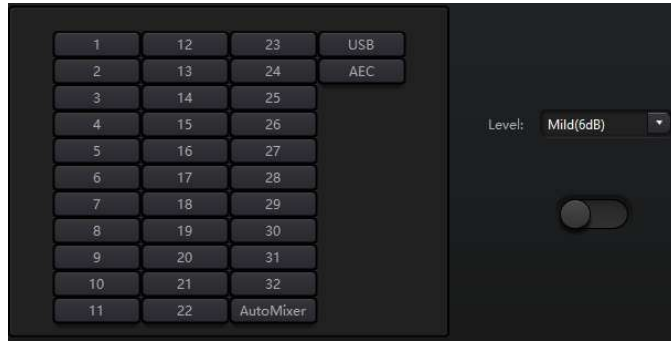 1 12 23 USB
2 13 24 AEC
3 14 25
4 15 26
Level: Mild(6dB)
5 16 27
6 17 28
7 18 29
8 19 30
9 20 31
10 21 32
11 22 AutoMixer